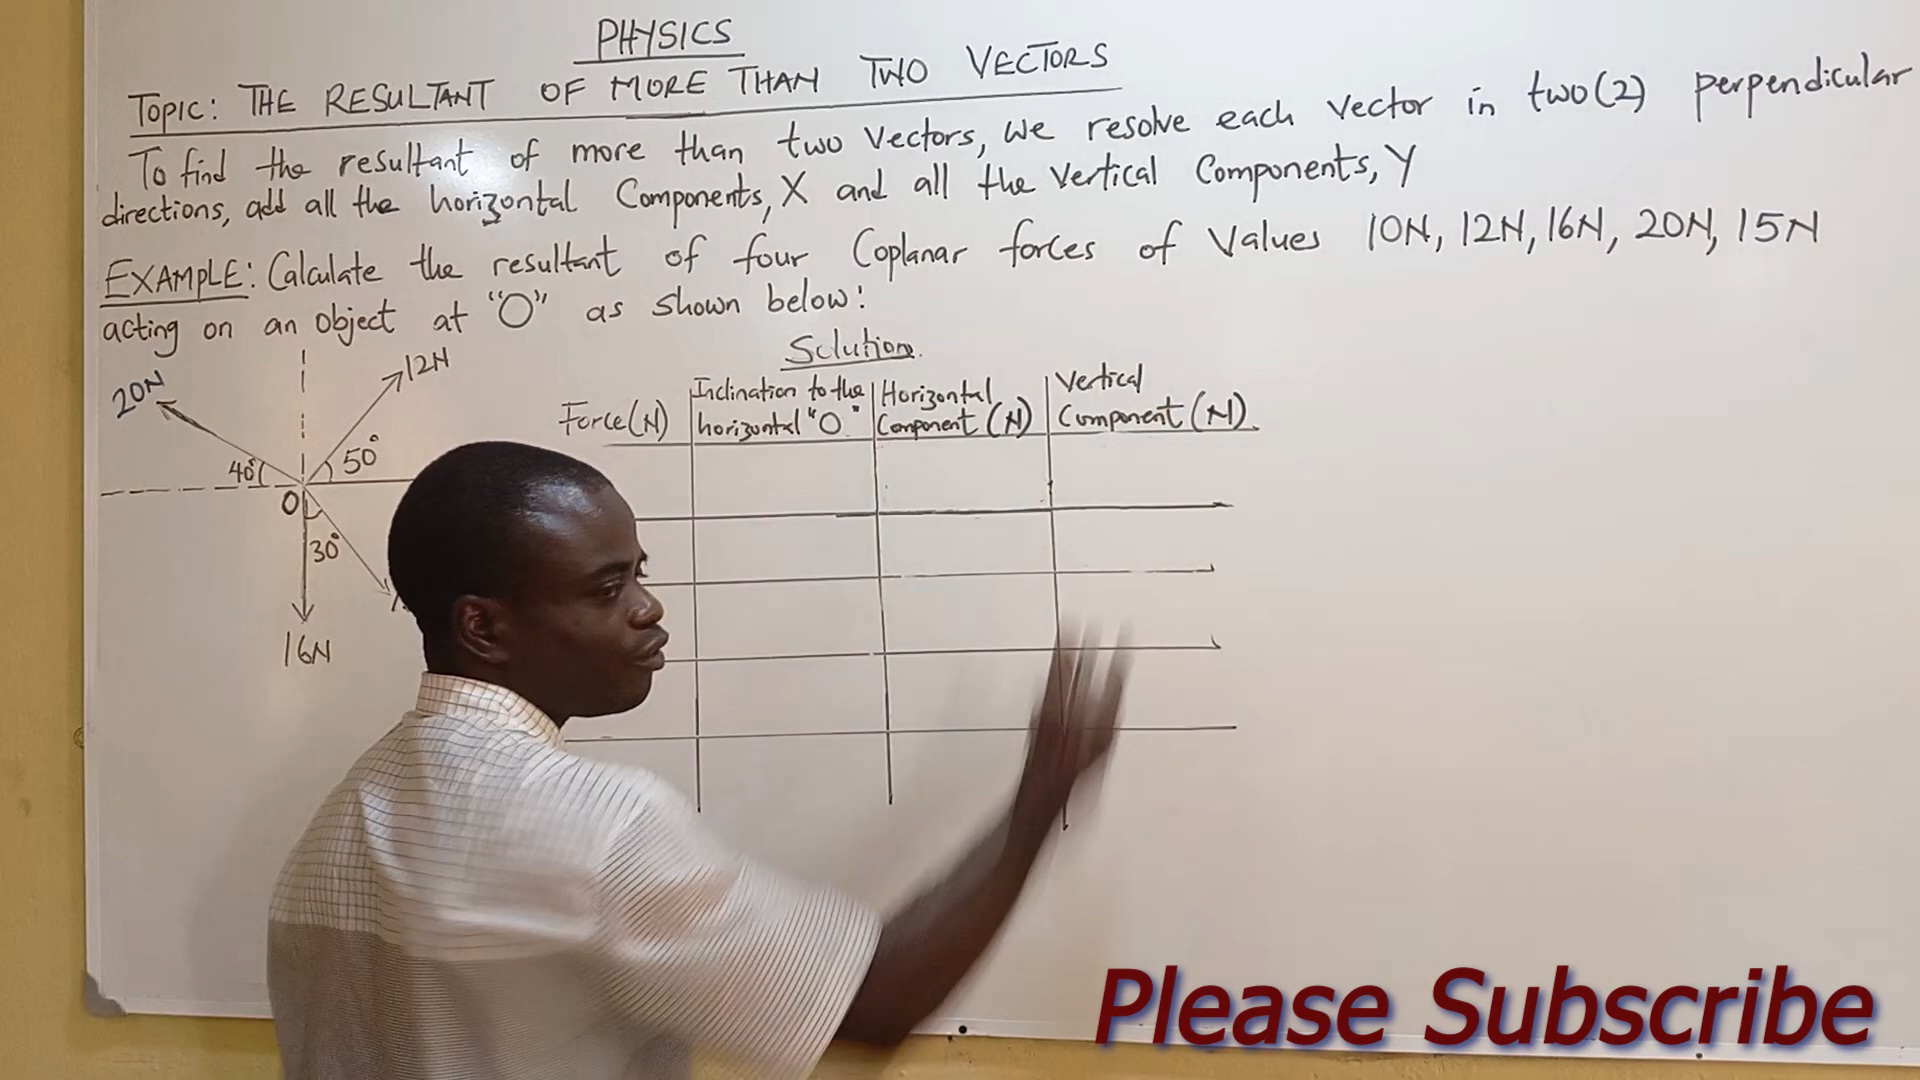 PHYSICS
TOPIC: THE RESULTANT OF MORE THAN TWO VECTORS
To find the resultant of more than two Vectors, we resolve each vector in two(2) perpendicular
directions, add all the horizontal Components, X and all the Vertical Components, Y
EXAMPLE: Calculate the resultant of four Coplanar forces of Values 10N, 12N, 16N, 20N, 15N
acting on an object at "O" as shown below:
Solution
20N
12N
40°
50°
O
30°
16N
Force(N)
Inclination to the
horizontal "O"
Horizontal
Component (N)
Vertical
Component (N)
Please Subscribe